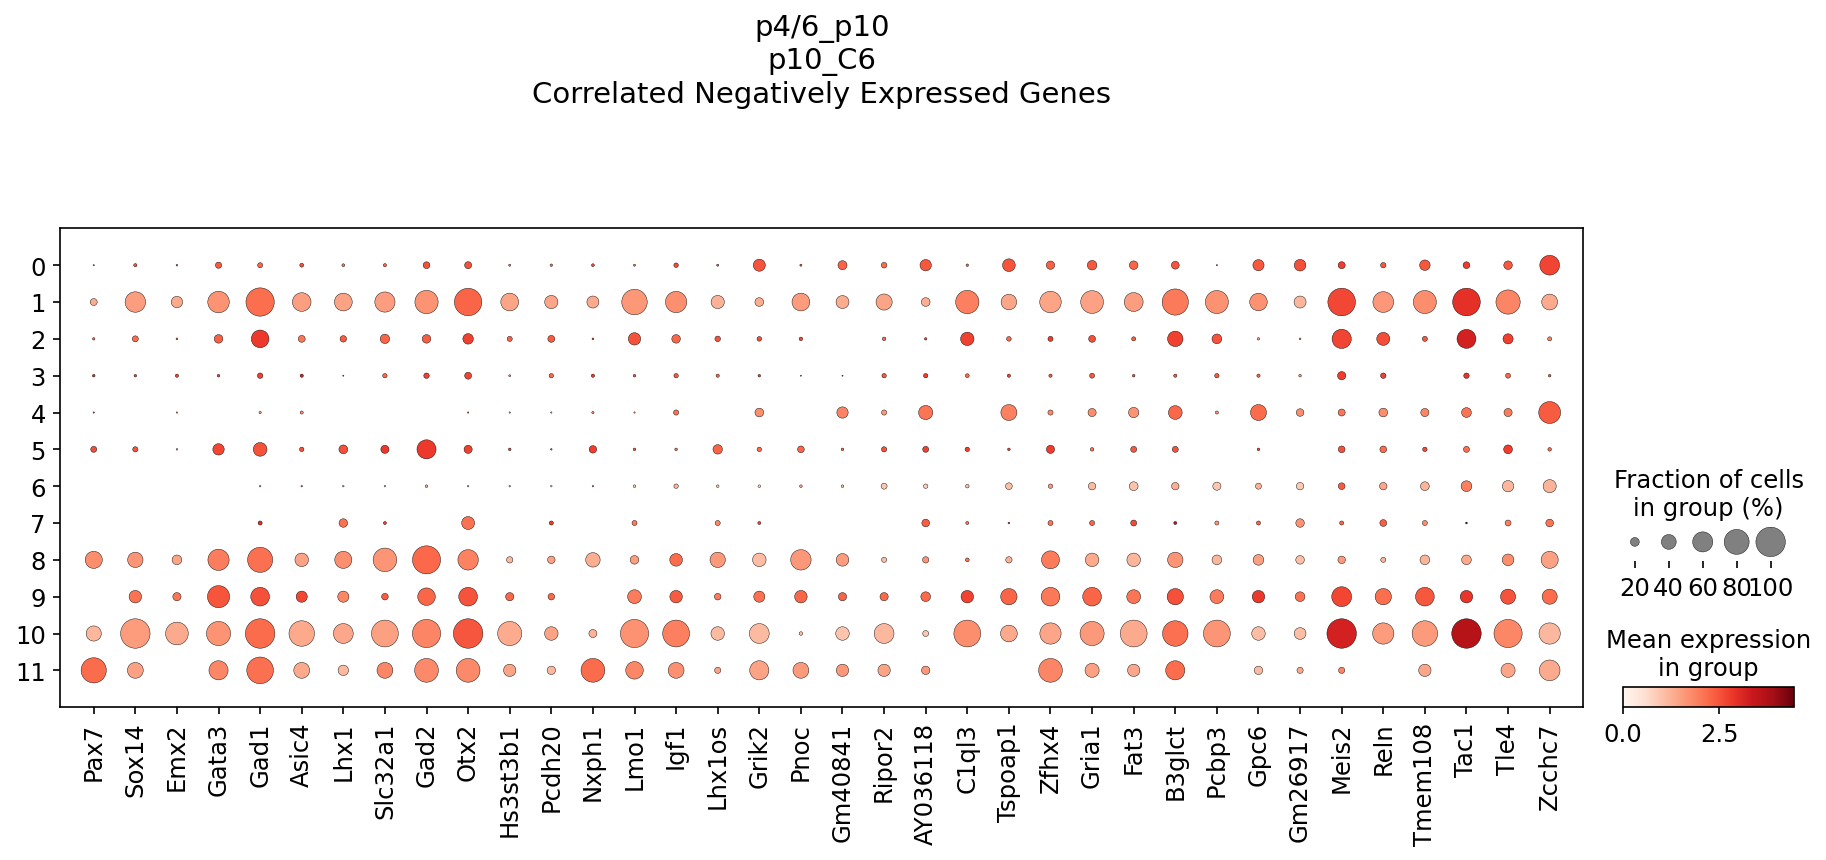 p4/6_p10
p10_C6
Correlated Negatively Expressed Genes
0
1
2
3
4
5
6
7
8
9
10
11
Pax7
Sox14
Emx2
Gata3
Gad1
Asic4
Lhx1
Slc32a1
Gad2
Otx2
Hs3st3b1
Pcdh20
Nxph1
Lmo1
Igf1
Lhx1os
Grik2
Pnoc
Gm40841
Ripor2
AY036118
C1ql3
Tspoap1
Zfhx4
Gria1
Fat3
B3glct
Pcbp3
Gpc6
Gm26917
Meis2
Reln
Tmem108
Tac1
Tle4
Zcchc7
Fraction of cells
in group (%)
20 40 60 80 100
Mean expression
in group
0.0 2.5